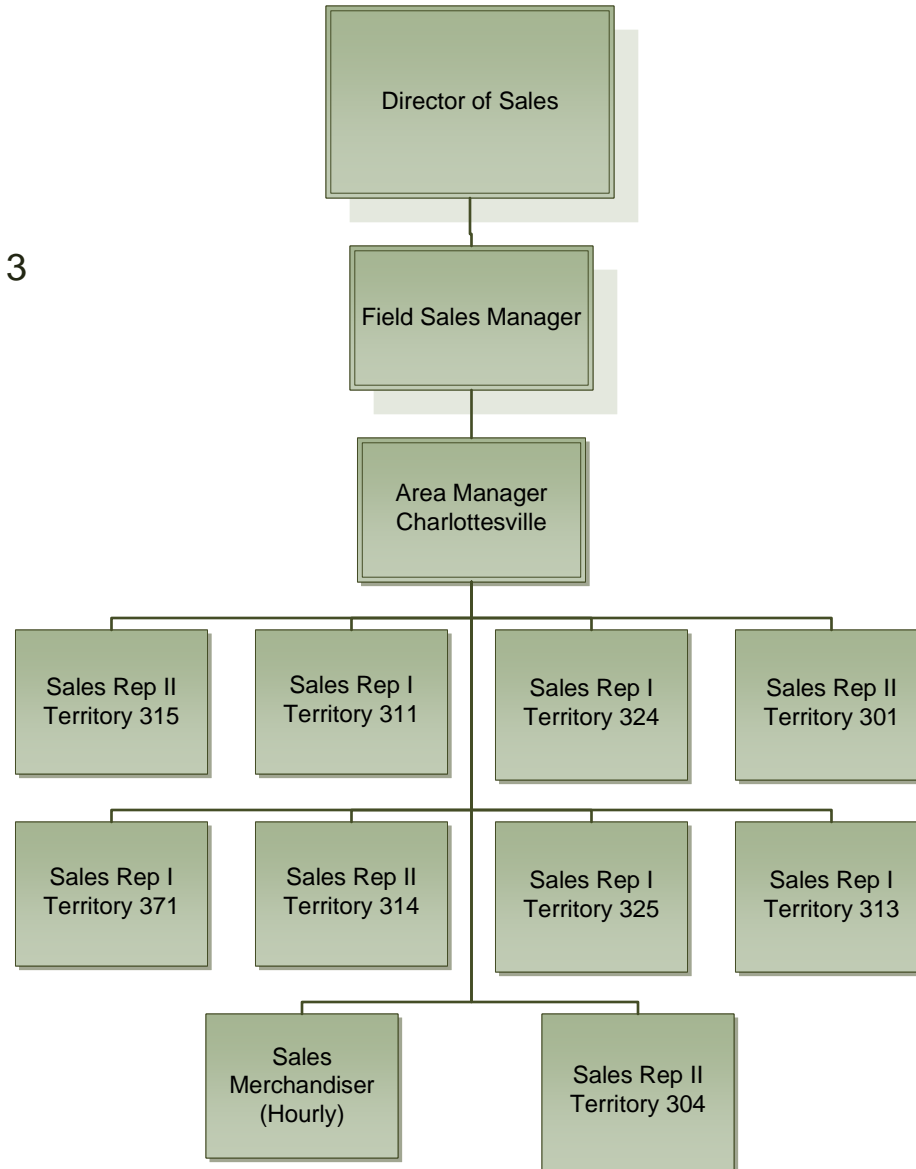 Director of Sales
3
Field Sales Manager
Area Manager
Charlottesville
Sales Rep II
Territory 315
Sales Rep I
Territory 311
Sales Rep I
Territory 324
Sales Rep II
Territory 301
Sales Rep I
Territory 371
Sales Rep II
Territory 314
Sales Rep I
Territory 325
Sales Rep I
Territory 313
Sales
Merchandiser
(Hourly)
Sales Rep II
Territory 304